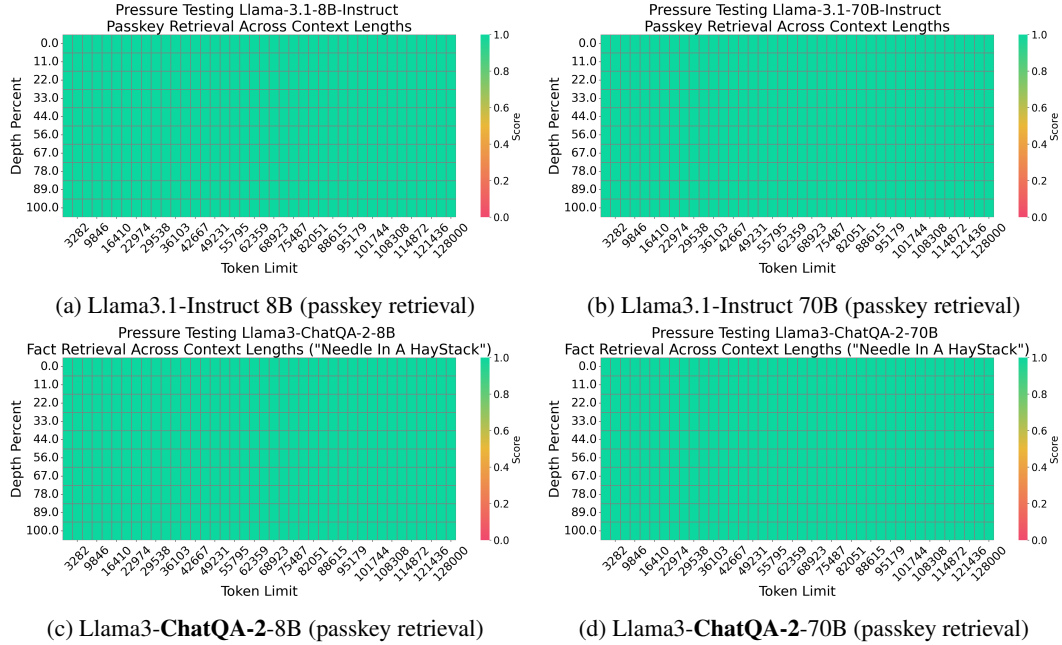 Pressure Testing Llama-3.1-8B-Instruct
Passkey Retrieval Across Context Lengths
Depth Percent
0.0
11.0
22.0
33.0
44.0
56.0
67.0
78.0
89.0
100.0
3282 9846 16410 22974 29538 36103 42667 49231 55795 62359 68923 75487 82051 88615 95179 101744 108308 114872 121436 128000
Token Limit
1.0
0.8
0.6
0.4
0.2
0.0
Score
(a) Llama3.1-Instruct 8B (passkey retrieval)
Pressure Testing Llama-3.1-70B-Instruct
Passkey Retrieval Across Context Lengths
Depth Percent
0.0
11.0
22.0
33.0
44.0
56.0
67.0
78.0
89.0
100.0
3282 9846 16410 22974 29538 36103 42667 49231 55795 62359 68923 75487 82051 88615 95179 101744 108308 114872 121436 128000
Token Limit
1.0
0.8
0.6
0.4
0.2
0.0
Score
(b) Llama3.1-Instruct 70B (passkey retrieval)
Pressure Testing Llama3-ChatQA-2-8B
Fact Retrieval Across Context Lengths ("Needle In A HayStack")
Depth Percent
0.0
11.0
22.0
33.0
44.0
56.0
67.0
78.0
89.0
100.0
3282 9846 16410 22974 29538 36103 42667 49231 55795 62359 68923 75487 82051 88615 95179 101744 108308 114872 121436 128000
Token Limit
1.0
0.8
0.6
0.4
0.2
0.0
Score
(c) Llama3-ChatQA-2-8B (passkey retrieval)
Pressure Testing Llama3-ChatQA-2-70B
Fact Retrieval Across Context Lengths ("Needle In A HayStack")
Depth Percent
0.0
11.0
22.0
33.0
44.0
56.0
67.0
78.0
89.0
100.0
3282 9846 16410 22974 29538 36103 42667 49231 55795 62359 68923 75487 82051 88615 95179 101744 108308 114872 121436 128000
Token Limit
1.0
0.8
0.6
0.4
0.2
0.0
Score
(d) Llama3-ChatQA-2-70B (passkey retrieval)